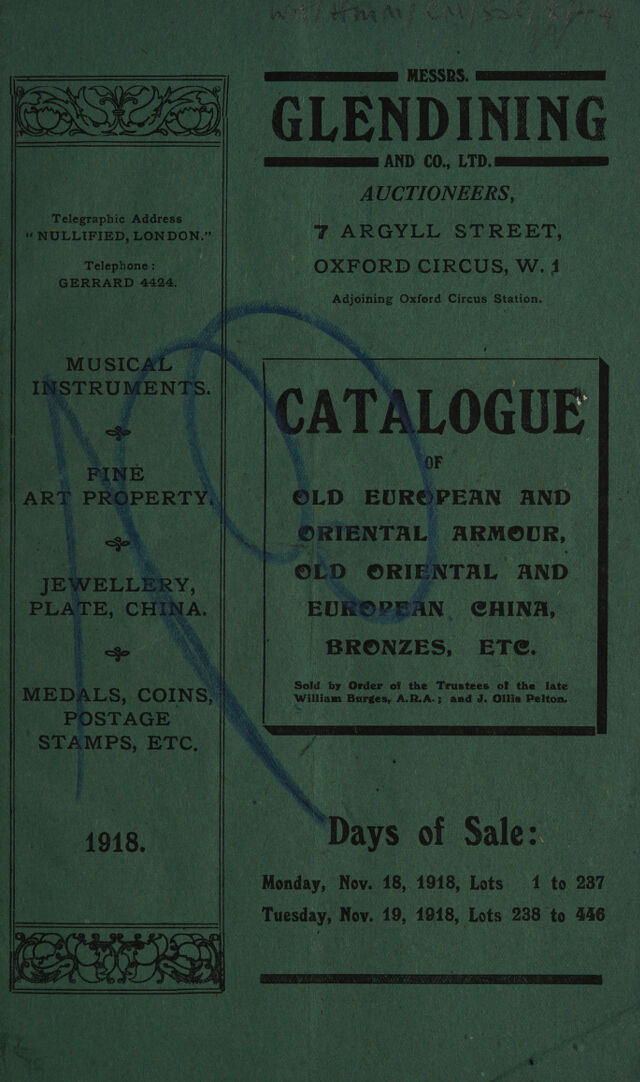 Telegraphic Address
"NULLIFIED, LONDON."
Telephone:
GERRARD 4424.
MUSICAL
INSTRUMENTS.
FINE
ART PROPERTY.
JEWELLERY,
PLATE, CHINA.
MEDALS, COINS,
POSTAGE
STAMPS, ETC.
1918.
MESSRS.
GLENDINING
AND CO., LTD.
AUCTIONEERS,
7 ARGYLL STREET,
OXFORD CIRCUS, W. 1
Adjoining Oxford Circus Station.
CATALOGUE
OF
OLD EUROPEAN AND
ORIENTAL ARMOUR,
OLD ORIENTAL AND
EUROPEAN CHINA,
BRONZES, ETC.
Sold by Order of the Trustees of the late
William Burges, A.R.A.; and J. Ollis Pelton.
Days of Sale:
Monday, Nov. 18, 1918, Lots 1 to 237
Tuesday, Nov. 19, 1918, Lots 238 to 446